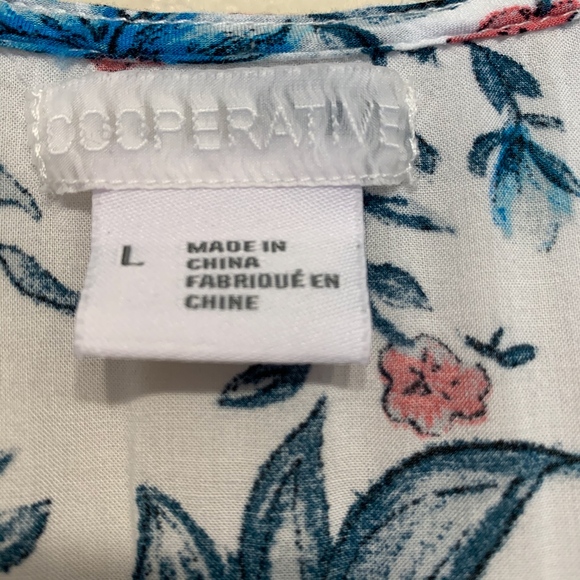 COOPERATIVE
L
MADE IN
CHINA
FABRIQUÉ EN
CHINE